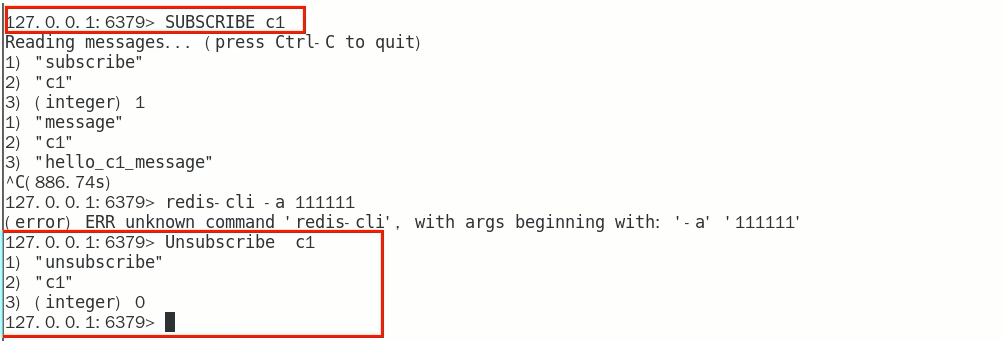 127.0.0.1:6379> SUBSCRIBE c1
Reading messages... (press Ctrl-C to quit)
1) "subscribe"
2) "c1"
3) (integer) 1
1) "message"
2) "c1"
3) "hello_c1_message"
^C(886.74s)
127.0.0.1:6379> redis-cli -a 111111
(error) ERR unknown command 'redis-cli', with args beginning with: '-a' '111111'
127.0.0.1:6379> Unsubscribe  c1
1) "unsubscribe"
2) "c1"
3) (integer) 0
127.0.0.1:6379>